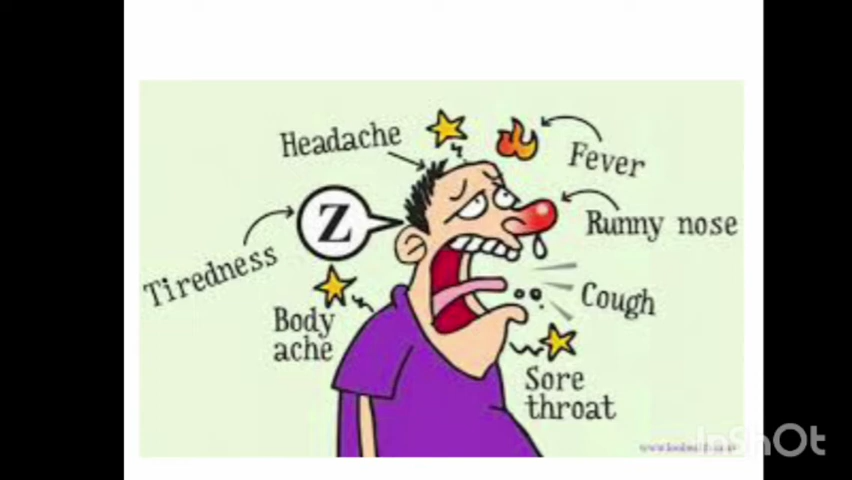 Headache
Fever
Z
Runny nose
Tiredness
Cough
Body
ache
Sore
throat
InShOt